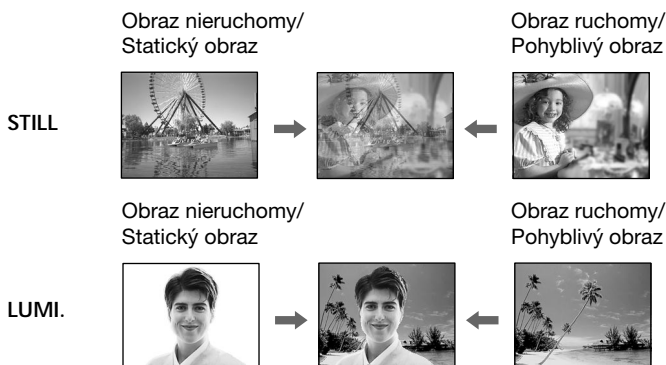 Obraz nieruchomy/
Statický obraz
Obraz ruchomy/
Pohyblivý obraz
STILL
Obraz nieruchomy/
Statický obraz
Obraz ruchomy/
Pohyblivý obraz
LUMI.